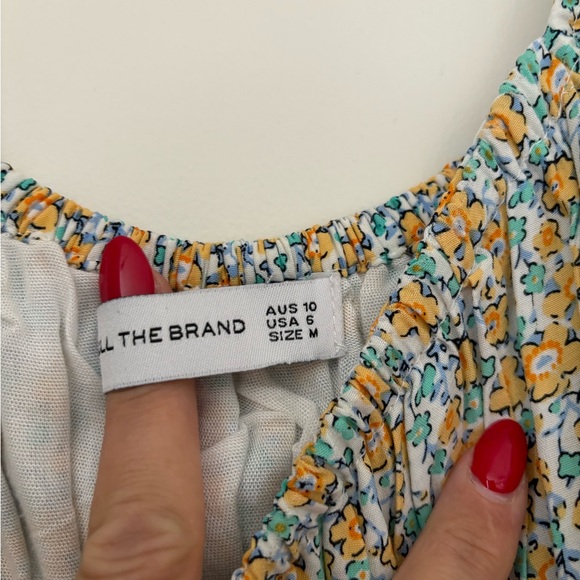 THE BRAND
AUS 10
USA 6
SIZE M